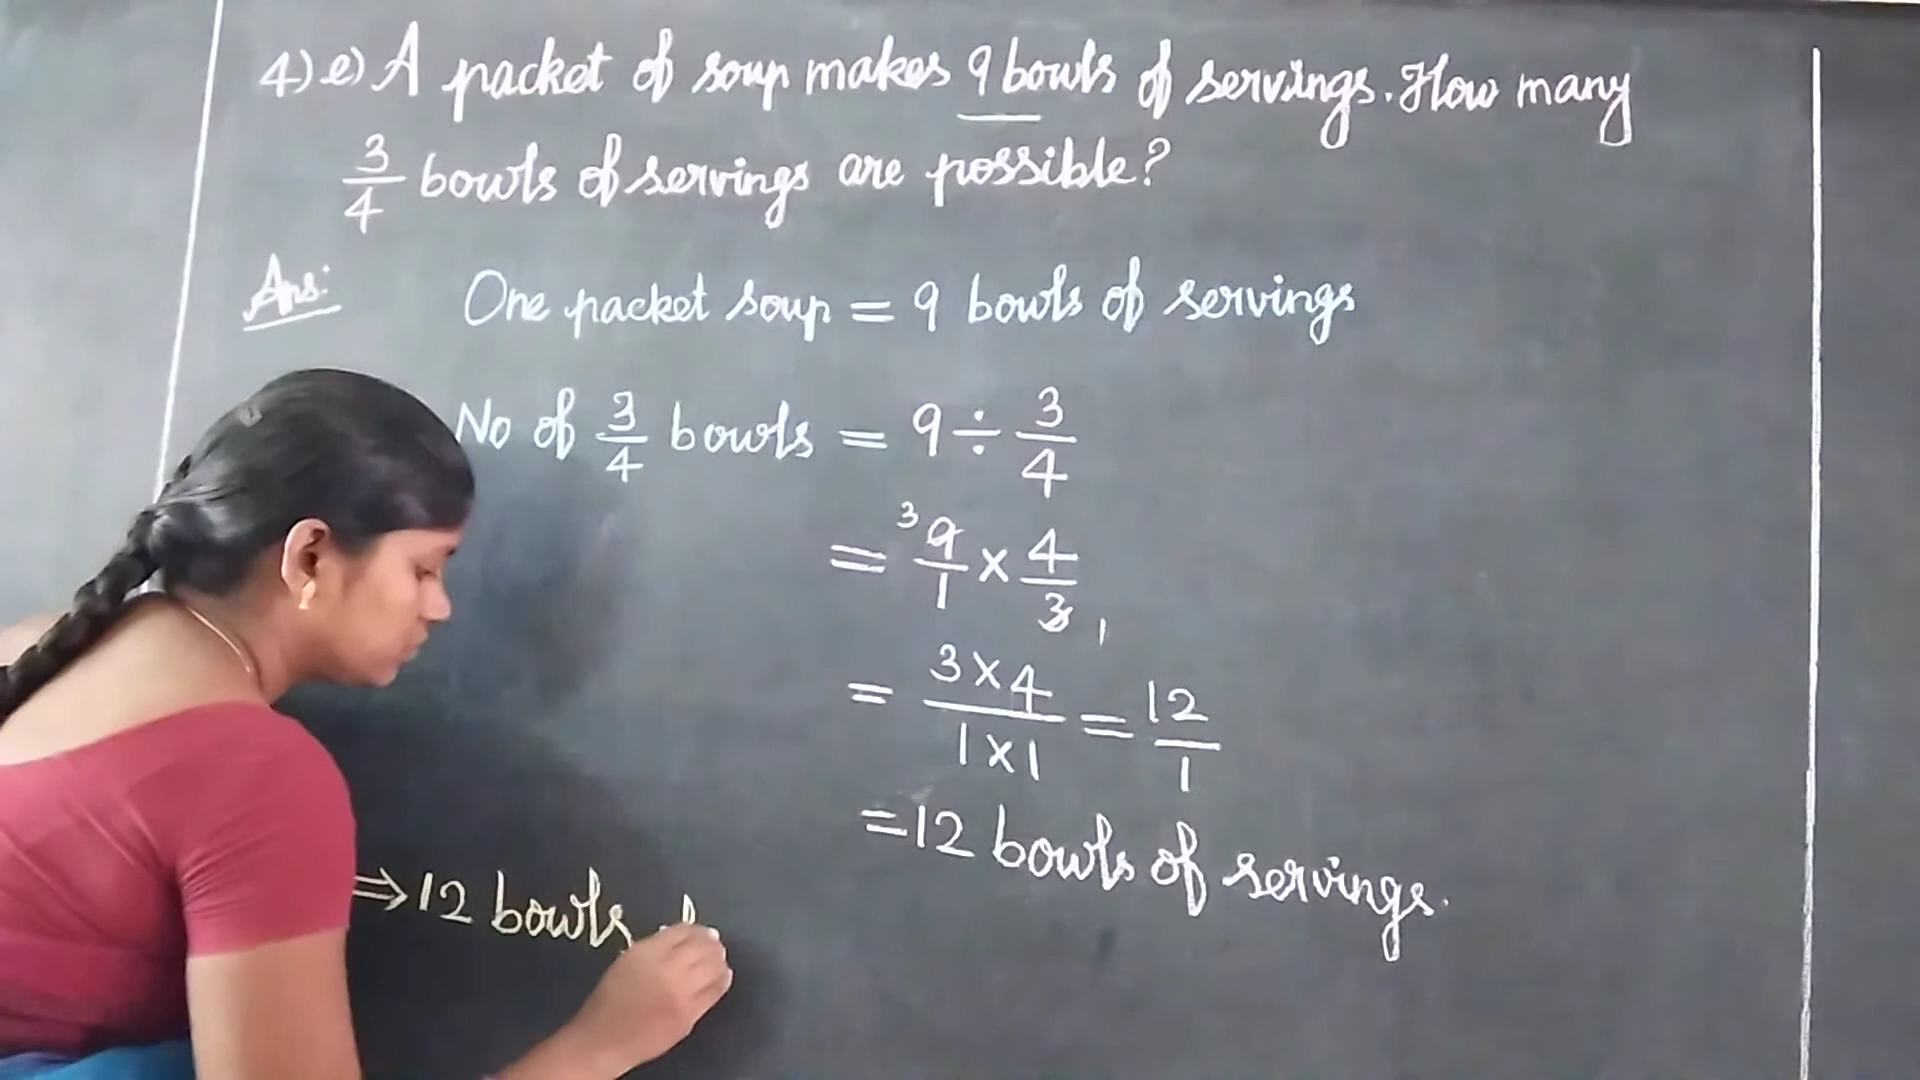 4) e) A packet of soup makes 9 bowls of servings. How many
3/4 bowls of servings are possible?
Ans: One packet soup = 9 bowls of servings
No of 3/4 bowls = 9 ÷ 3/4
= 3 9/1 × 4/3 1
= 3 × 4/1 × 1 = 12/1
= 12 bowls of servings.
⇒ 12 bowls